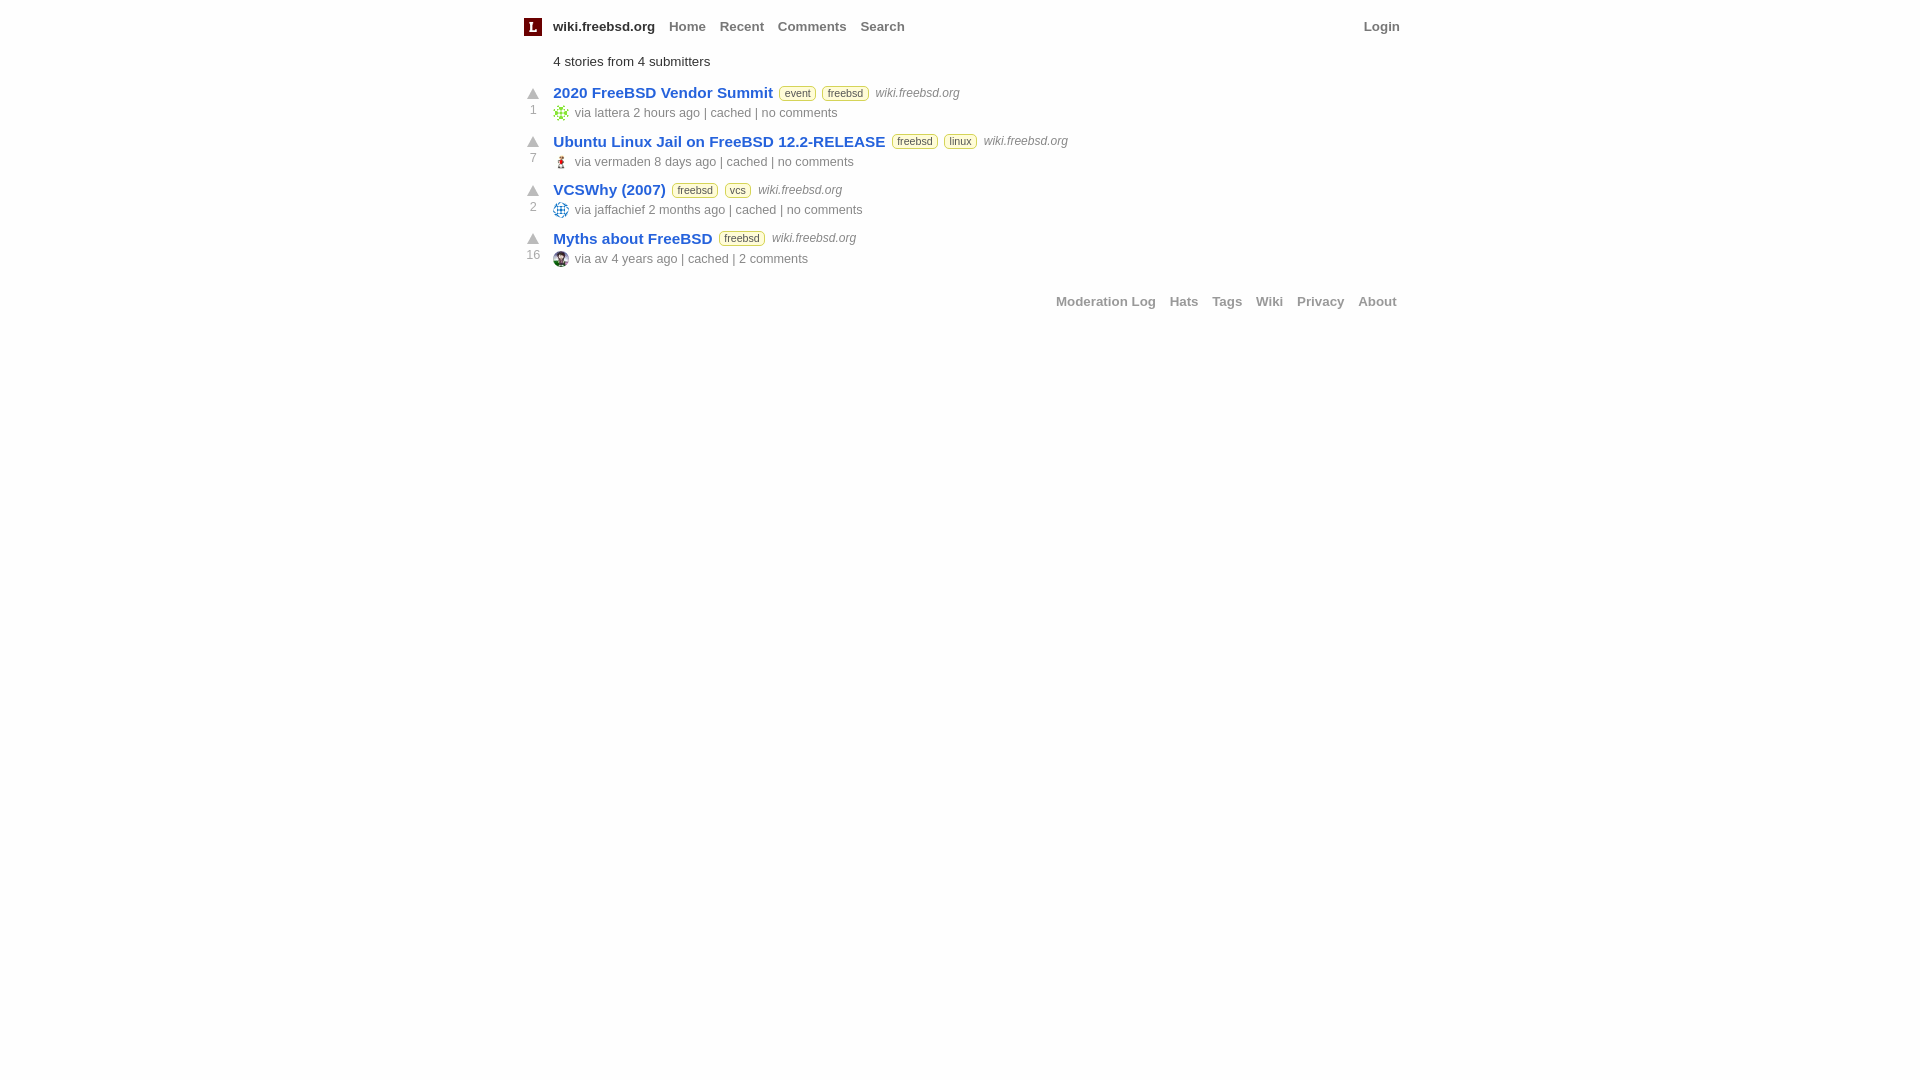 L wiki.freebsd.org Home Recent Comments Search Login
4 stories from 4 submitters
2020 FreeBSD Vendor Summit event freebsd wiki.freebsd.org
1 via lattera 2 hours ago | cached | no comments
Ubuntu Linux Jail on FreeBSD 12.2-RELEASE freebsd linux wiki.freebsd.org
7 via vermaden 8 days ago | cached | no comments
VCSWhy (2007) freebsd vcs wiki.freebsd.org
2 via jaffachief 2 months ago | cached | no comments
Myths about FreeBSD freebsd wiki.freebsd.org
16 via av 4 years ago | cached | 2 comments
Moderation Log Hats Tags Wiki Privacy About